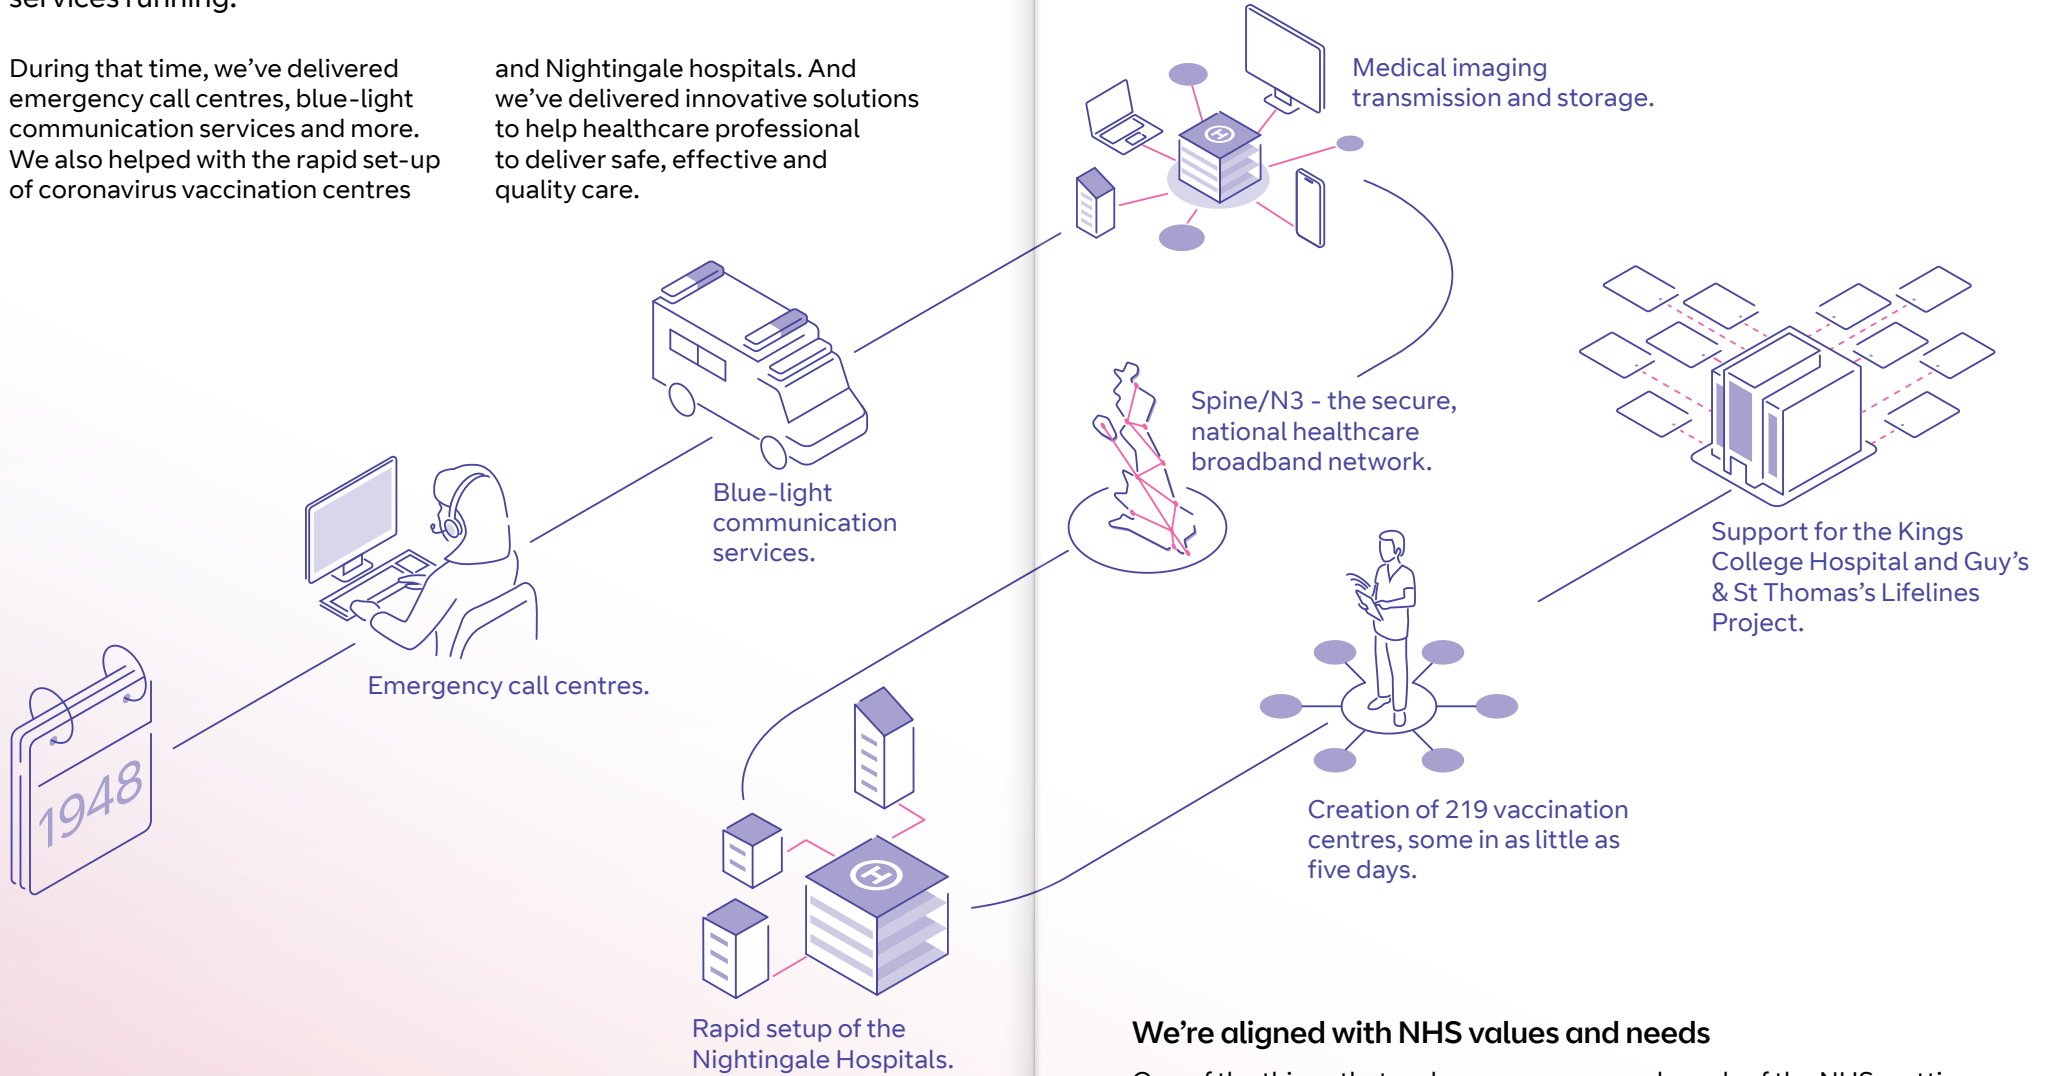 services running.
During that time, we've delivered
emergency call centres, blue-light
communication services and more.
We also helped with the rapid set-up
of coronavirus vaccination centres
and Nightingale hospitals. And
we've delivered innovative solutions
to help healthcare professional
to deliver safe, effective and
quality care.
1948
Emergency call centres.
Blue-light
communication
services.
H
Medical imaging
transmission and storage.
Spine/N3 - the secure,
national healthcare
broadband network.
H
Rapid setup of the
Nightingale Hospitals.
Creation of 219 vaccination
centres, some in as little as
five days.
Support for the Kings
College Hospital and Guy's
& St Thomas's Lifelines
Project.
We're aligned with NHS values and needs